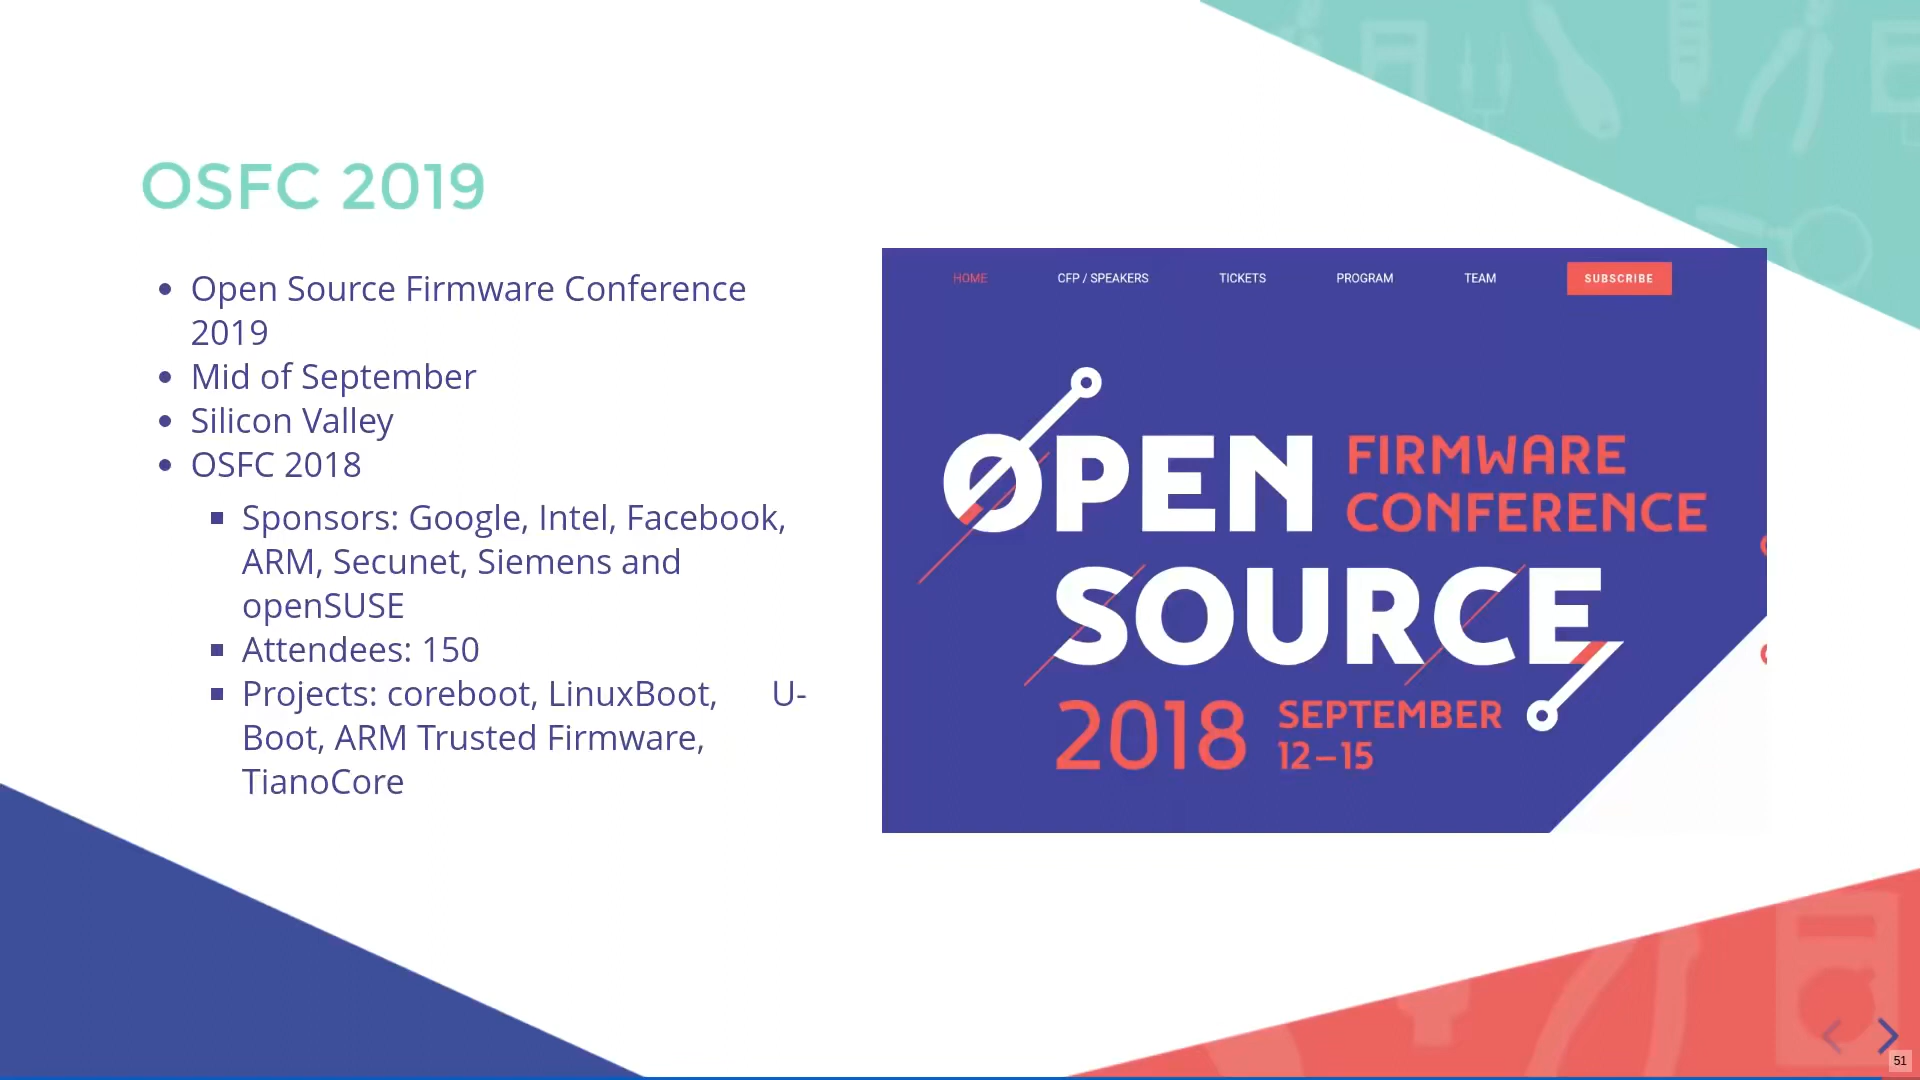 OSFC 2019
• Open Source Firmware Conference
2019
• Mid of September
• Silicon Valley
• OSFC 2018
▪ Sponsors: Google, Intel, Facebook,
ARM, Secunet, Siemens and
openSUSE
▪ Attendees: 150
▪ Projects: coreboot, LinuxBoot, U-
Boot, ARM Trusted Firmware,
TianoCore
HOME CFP / SPEAKERS TICKETS PROGRAM TEAM SUBSCRIBE
OPEN FIRMWARE
CONFERENCE
SOURCE
2018 SEPTEMBER
12–15
51